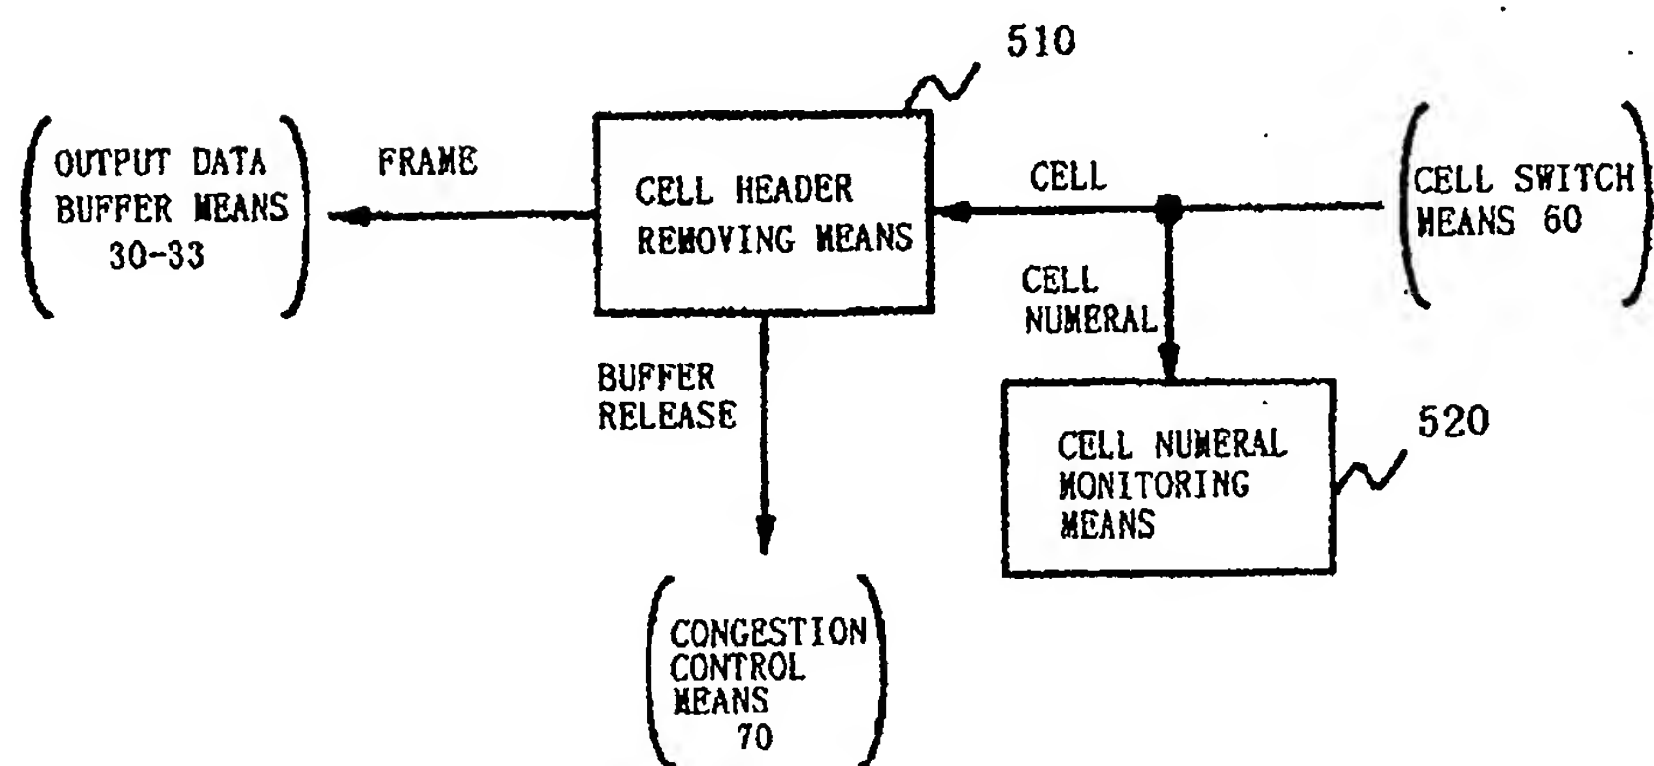 510
OUTPUT DATA
BUFFER MEANS
30-33
FRAME
CELL HEADER
REMOVING MEANS
CELL
CELL SWITCH
MEANS 60
CELL
NUMERAL
BUFFER
RELEASE
520
CELL NUMERAL
MONITORING
MEANS
CONGESTION
CONTROL
MEANS
70